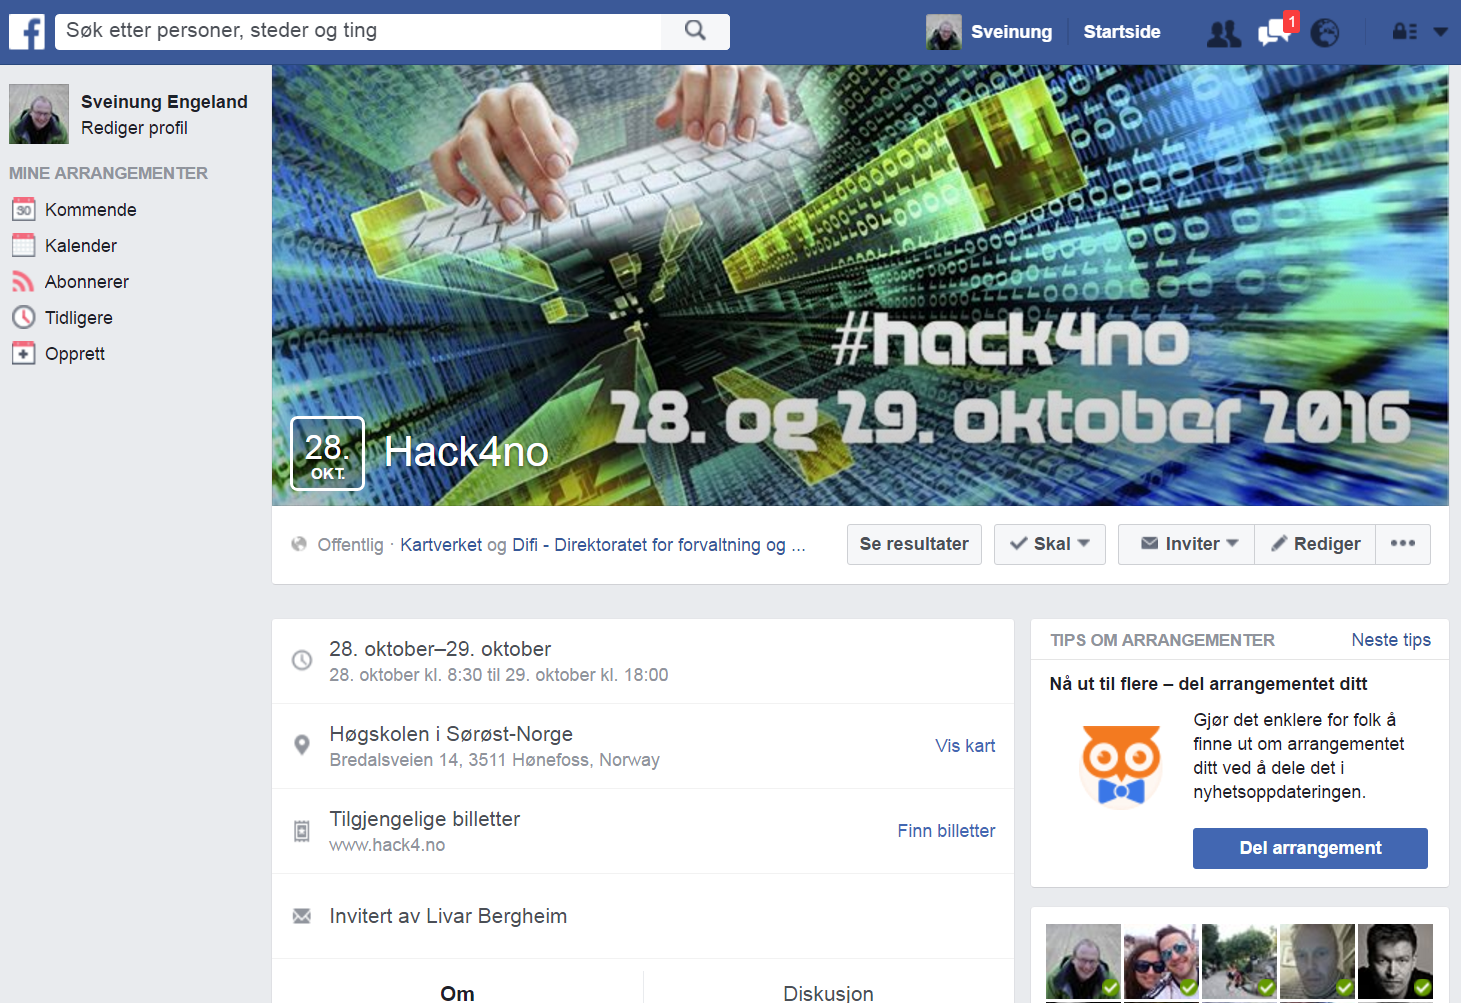 Søk etter personer, steder og ting
Sveinung
Startside
1
Sveinung Engeland
Rediger profil
MINE ARRANGEMENTER
30
Kommende
Kalender
Abonnerer
Tidligere
Opprett
#hack4no
28. og 29. oktober 2016
28.
OKT.
Hack4no
Offentlig · Kartverket og Difi - Direktoratet for forvaltning og ...
Se resultater
Skal
Inviter
Rediger
28. oktober–29. oktober
28. oktober kl. 8:30 til 29. oktober kl. 18:00
Høgskolen i Sørøst-Norge
Bredalsveien 14, 3511 Hønefoss, Norway
Vis kart
Tilgjengelige billetter
www.hack4.no
Finn billetter
Invitert av Livar Bergheim
Om
Diskusjon
TIPS OM ARRANGEMENTER
Neste tips
Nå ut til flere – del arrangementet ditt
Gjør det enklere for folk å
finne ut om arrangementet
ditt ved å dele det i
nyhetsoppdateringen.
Del arrangement